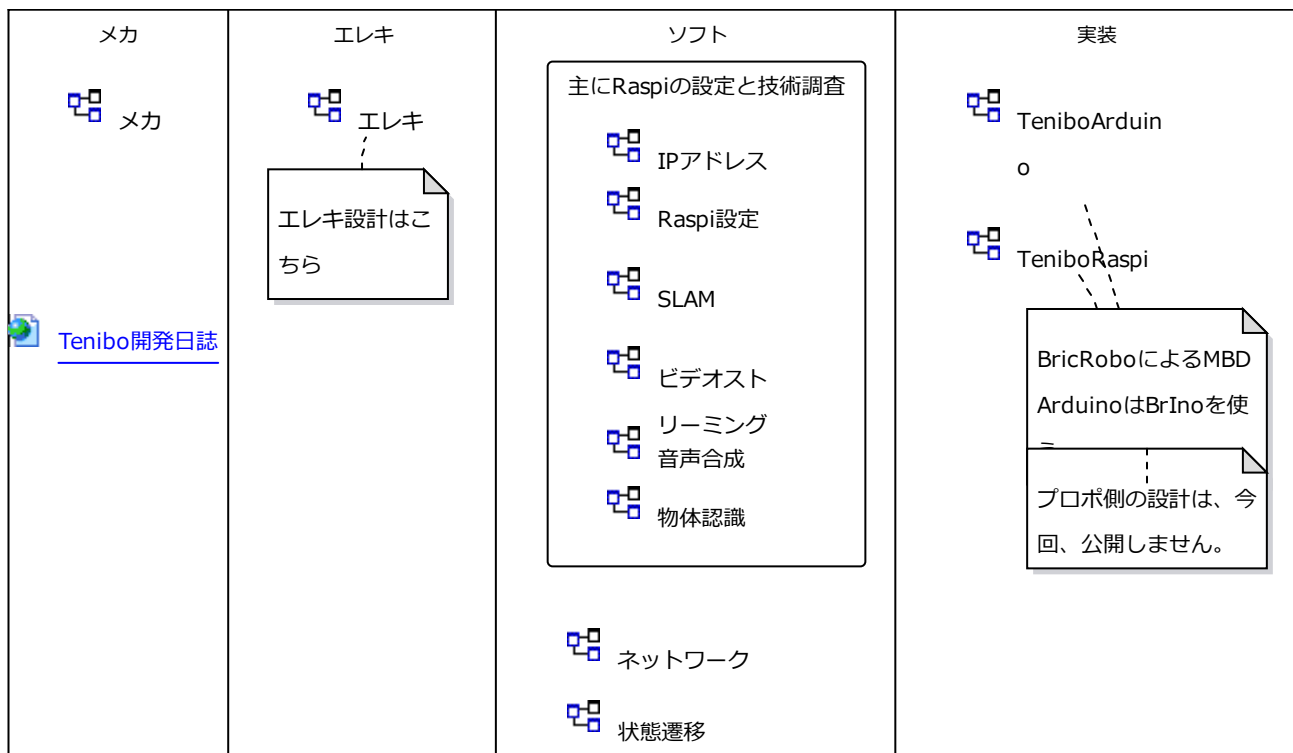 メカ
エレキ
ソフト
実装
メカ
Tenibo開発日誌
エレキ
エレキ設計はこ
ちら
主にRaspiの設定と技術調査
IPアドレス
Raspi設定
SLAM
ビデオスト
リーミング
音声合成
物体認識
ネットワーク
状態遷移
TeniboArduin
o
TeniboRaspi
BricRoboによるMBD
ArduinoはBrInoを使
プロポ側の設計は、今
回、公開しません。